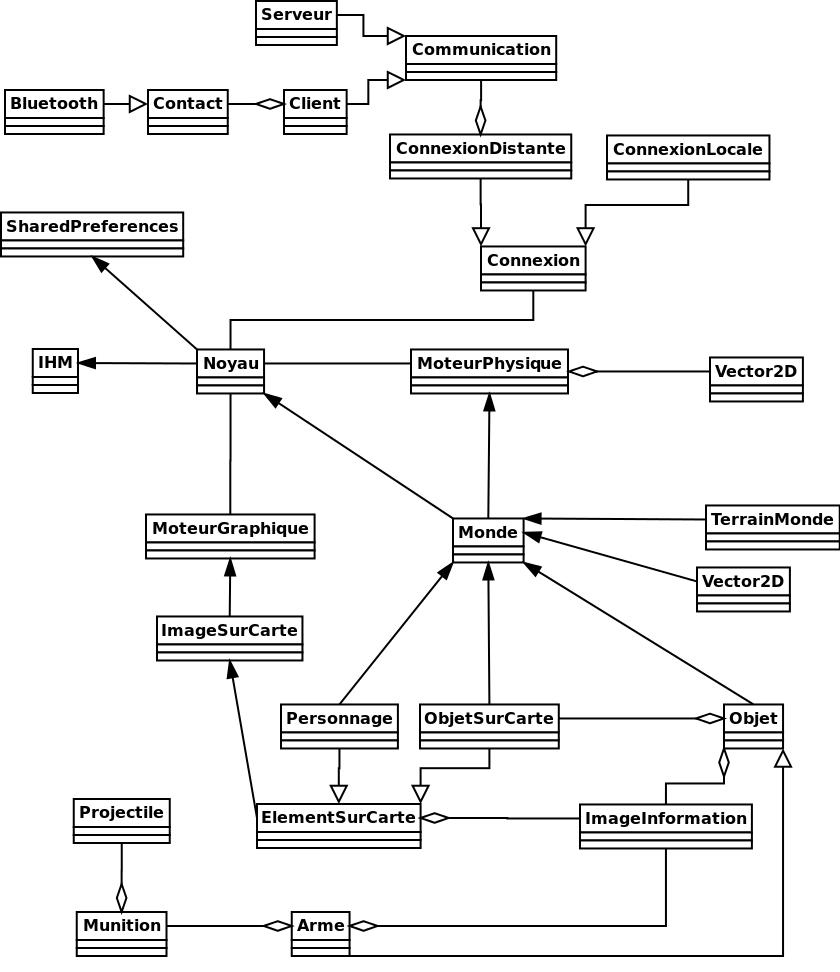 Serveur
Communication
Bluetooth
Contact
Client
ConnexionDistante
ConnexionLocale
SharedPreferences
Connexion
IHM
Noyau
MoteurPhysique
Vector2D
MoteurGraphique
Monde
TerrainMonde
Vector2D
ImageSurCarte
Personnage
ObjetSurCarte
Objet
Projectile
ElementSurCarte
ImageInformation
Munition
Arme